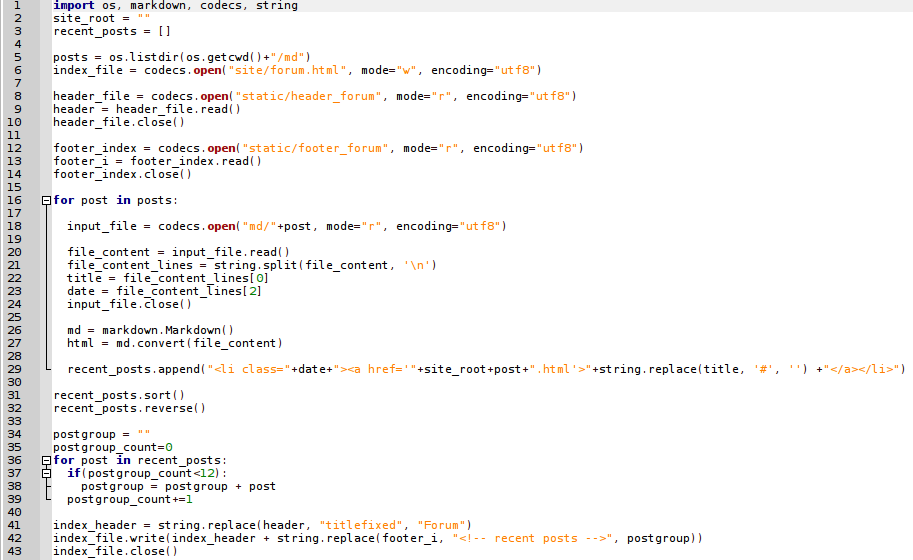 1 import os, markdown, codecs, string
2 site_root = ""
3 recent_posts = []
4
5 posts = os.listdir(os.getcwd()+"/md")
6 index_file = codecs.open("site/forum.html", mode="w", encoding="utf8")
7
8 header_file = codecs.open("static/header_forum", mode="r", encoding="utf8")
9 header = header_file.read()
10 header_file.close()
11
12 footer_index = codecs.open("static/footer_forum", mode="r", encoding="utf8")
13 footer_i = footer_index.read()
14 footer_index.close()
15
16 for post in posts:
17
18   input_file = codecs.open("md/"+post, mode="r", encoding="utf8")
19
20   file_content = input_file.read()
21   file_content_lines = string.split(file_content, '\n')
22   title = file_content_lines[0]
23   date = file_content_lines[2]
24   input_file.close()
25
26   md = markdown.Markdown()
27   html = md.convert(file_content)
28
29   recent_posts.append("<li class="+date+"><a href='"+site_root+post+".html'>"+string.replace(title, '#', '') +"</a></li>")
30
31 recent_posts.sort()
32 recent_posts.reverse()
33
34 postgroup = ""
35 postgroup_count=0
36 for post in recent_posts:
37   if(postgroup_count<12):
38     postgroup = postgroup + post
39   postgroup_count+=1
40
41 index_header = string.replace(header, "titlefixed", "Forum")
42 index_file.write(index_header + string.replace(footer_i, "<!-- recent posts -->", postgroup))
43 index_file.close()